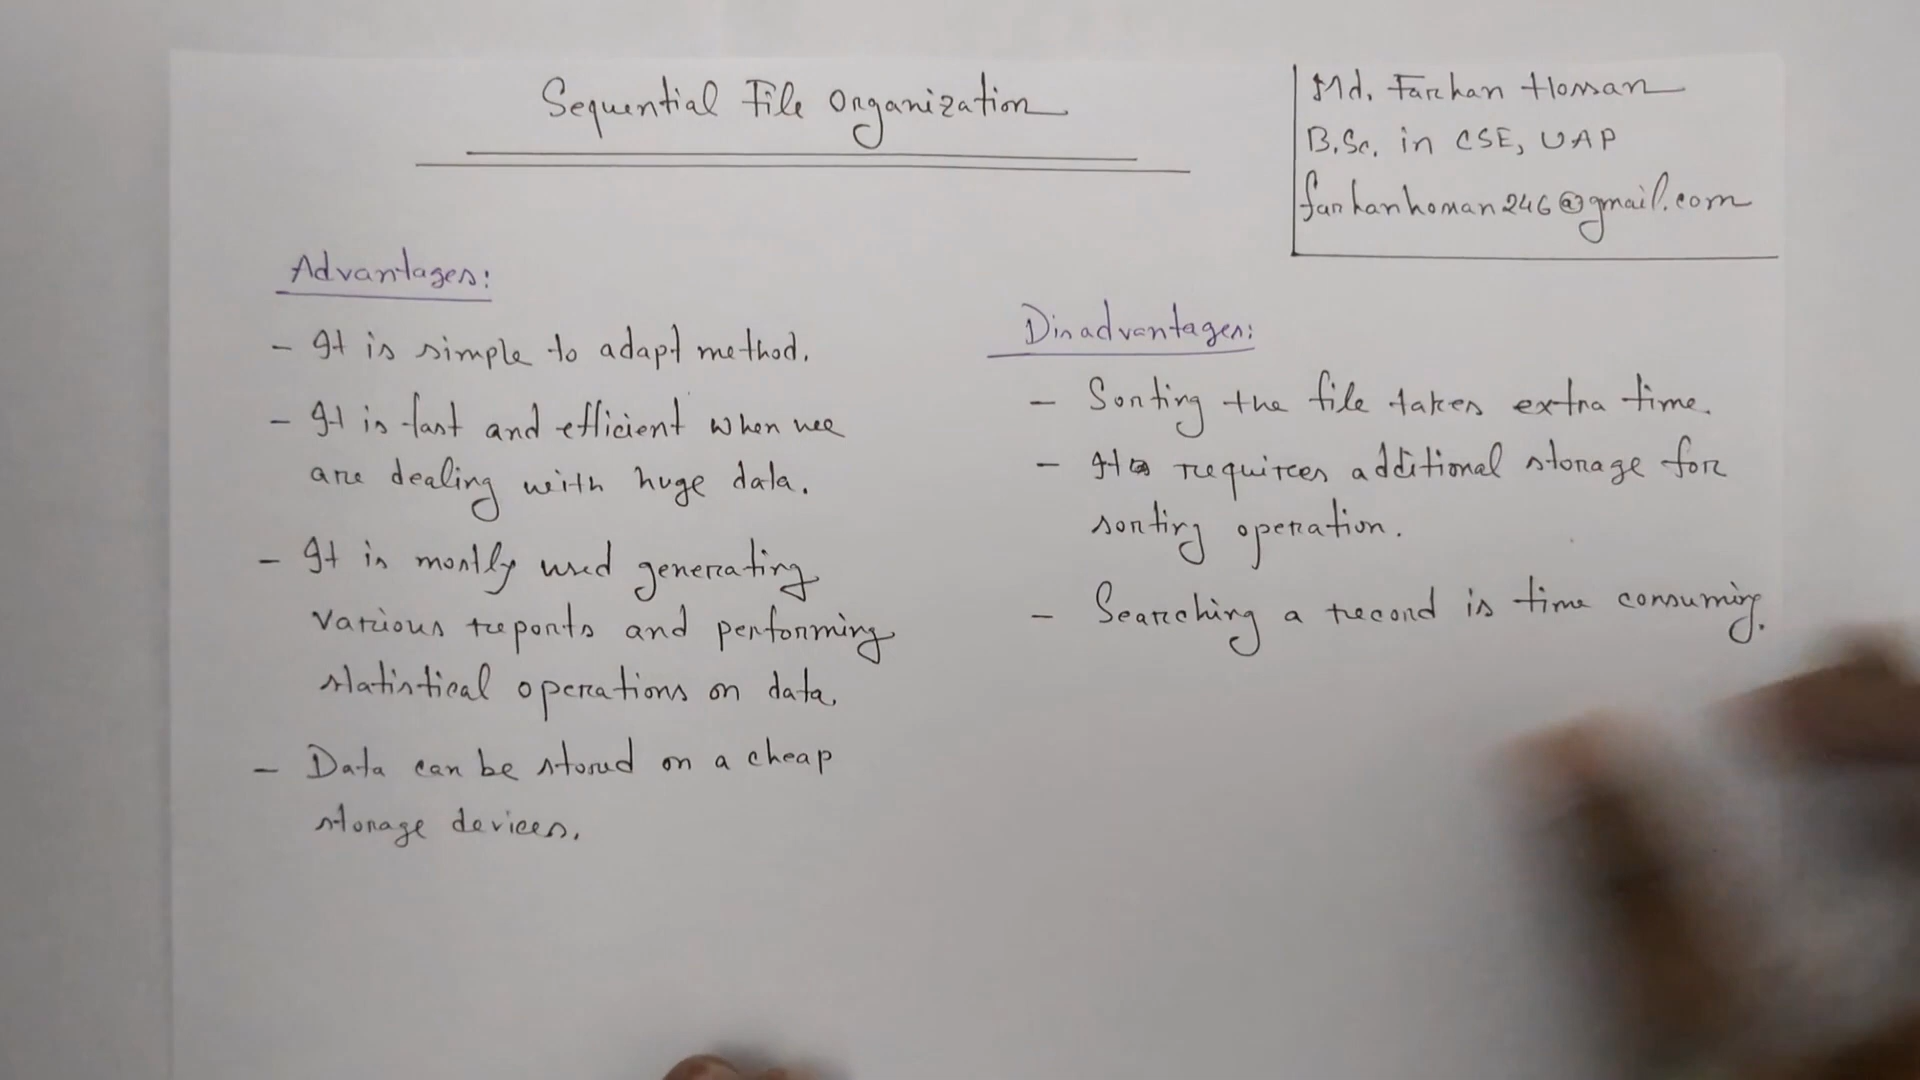 Sequential File Organization
Md. Farhan Hossan
B.Sc. in CSE, UAP
farhanhossan246@gmail.com
Advantages:
- It is simple to adapt method.
- It is fast and efficient when we
are dealing with huge data.
- It is mostly used generating
various reports and performing
statistical operations on data.
- Data can be stored on a cheap
storage devices.
Disadvantages:
- Sorting the file takes extra time.
- It requires additional storage for
sorting operation.
- Searching a record is time consuming.